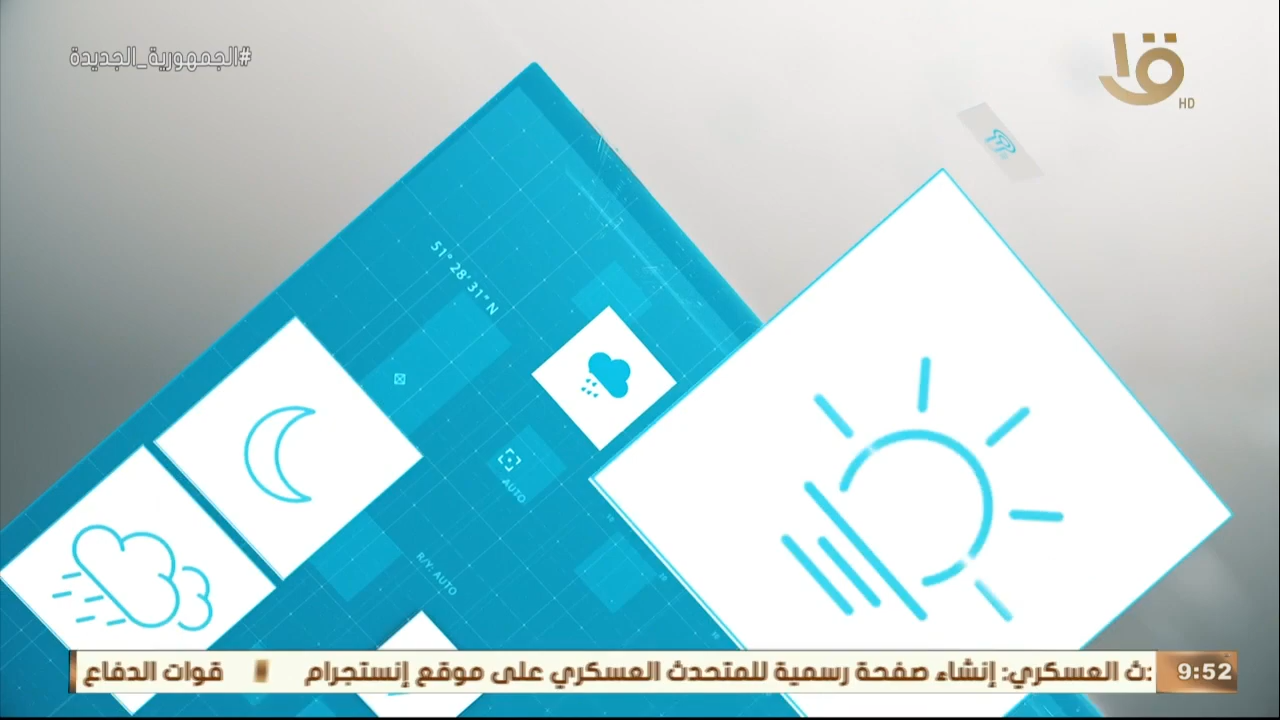 #الجمهورية_الجديدة
HD
51° 28' 31" N
AUTO
R/Y: AUTO
ث العسكري: إنشاء صفحة رسمية للمتحدث العسكري على موقع إنستجرام قوات الدفاع
9:52